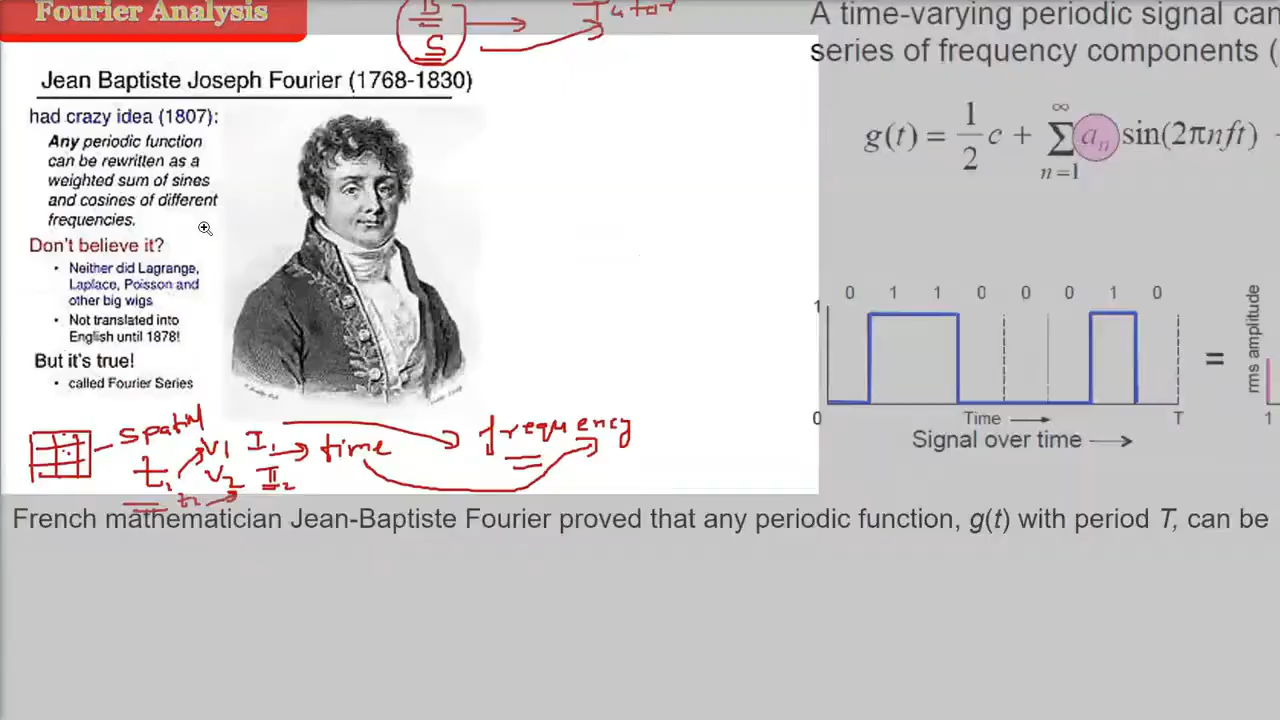 Fourier Analysis
Jean Baptiste Joseph Fourier (1768-1830)
had crazy idea (1807):
Any periodic function
can be rewritten as a
weighted sum of sines
and cosines of different
frequencies.
Don't believe it?
• Neither did Lagrange,
Laplace, Poisson and
other big wigs
• Not translated into
English until 1878!
But it's true!
• called Fourier Series
spatial
t₁ V₁ I₁ time frequency
t₂ V₂ I₂
French mathematician Jean-Baptiste Fourier proved that any periodic function, g(t) with period T, can be
S
A time-varying periodic signal can
series of frequency components (
g(t) = 1/2 c + ∑ₙ₌₁^∞ aₙ sin(2πnft)
0 1 1 0 0 0 1 0
1
0 Time T
Signal over time
=
rms amplitude
1